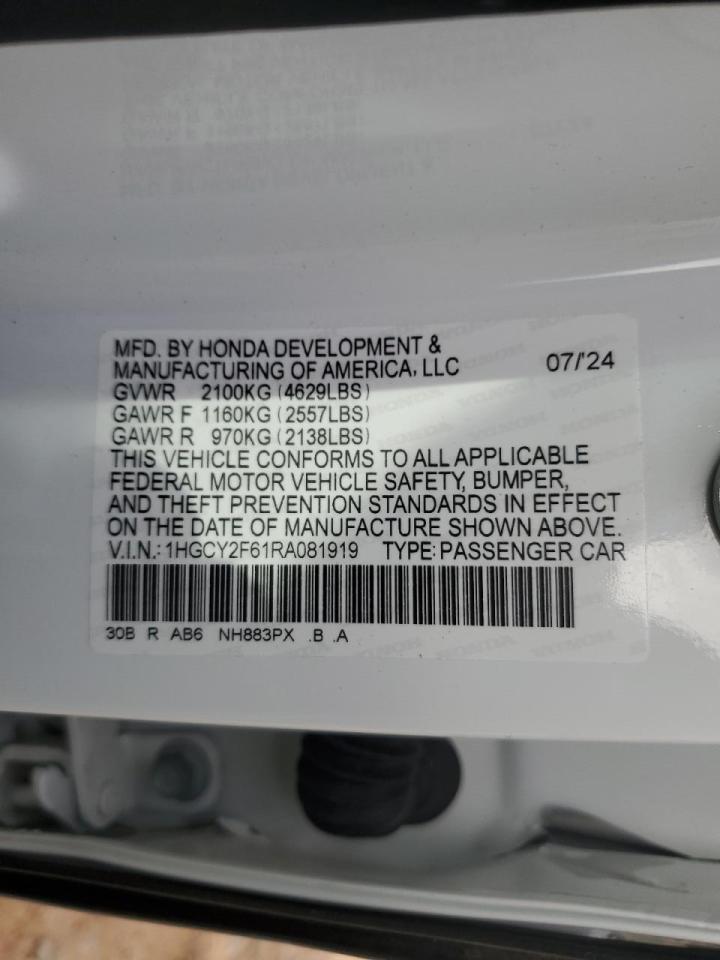 MFD. BY HONDA DEVELOPMENT &
MANUFACTURING OF AMERICA, LLC 07/'24
GVWR 2100KG (4629LBS)
GAWR F 1160KG (2557LBS)
GAWR R 970KG (2138LBS)
THIS VEHICLE CONFORMS TO ALL APPLICABLE
FEDERAL MOTOR VEHICLE SAFETY, BUMPER,
AND THEFT PREVENTION STANDARDS IN EFFECT
ON THE DATE OF MANUFACTURE SHOWN ABOVE.
V.I.N.: 1HGCY2F61RA081919 TYPE: PASSENGER CAR
30B R AB6 NH883PX .B .A